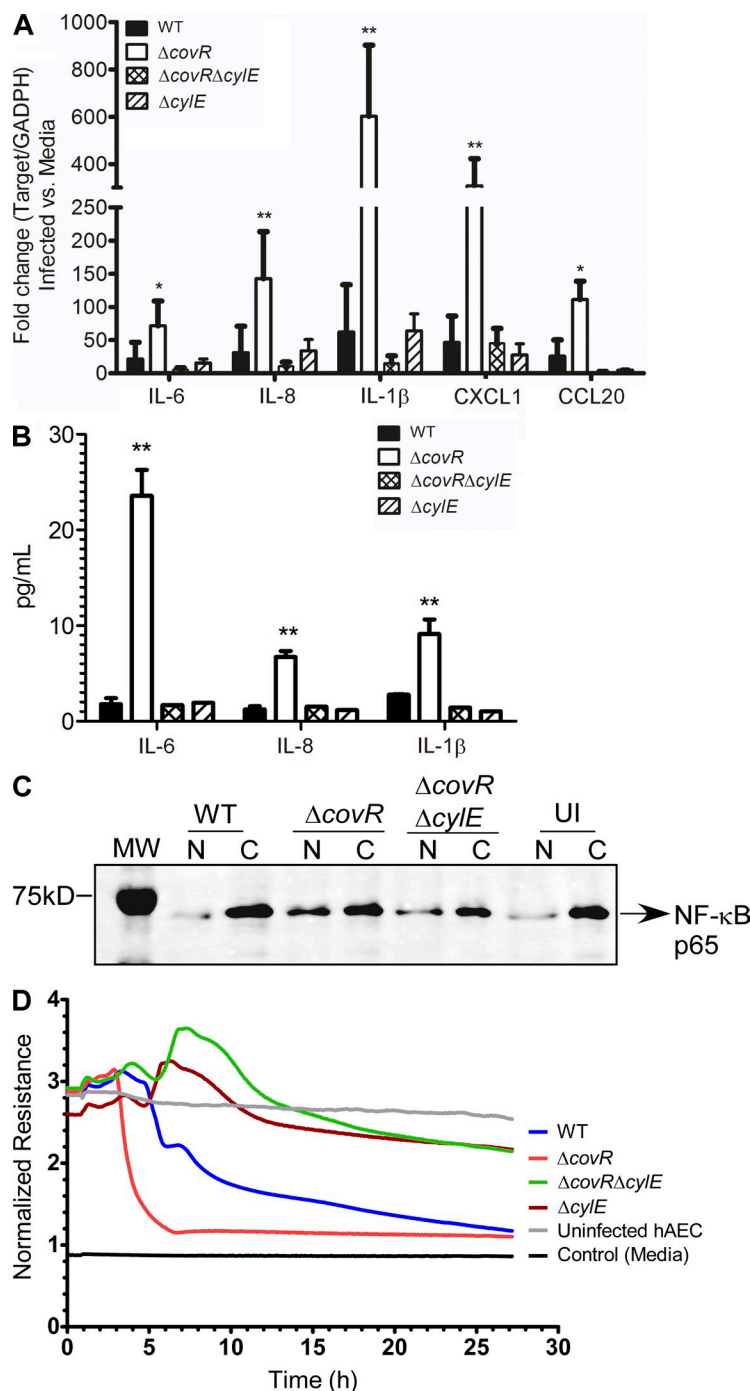 A
WT
ΔcovR
ΔcovRΔcylE
ΔcylE
Fold change (Target/GADPH)
Infected vs. Media
1000
800
600
400
250
200
150
100
50
0
*
**
**
**
*
IL-6 IL-8 IL-1β CXCL1 CCL20
B
WT
ΔcovR
ΔcovRΔcylE
ΔcylE
pg/mL
30
20
10
0
**
**
**
IL-6 IL-8 IL-1β
C
WT ΔcovR ΔcovR ΔcylE UI
MW N C N C N C N C
75kD
NF-κB
p65
D
Normalized Resistance
4
3
2
1
0
WT
ΔcovR
ΔcovRΔcylE
ΔcylE
Uninfected hAEC
Control (Media)
0 5 10 15 20 25 30
Time (h)